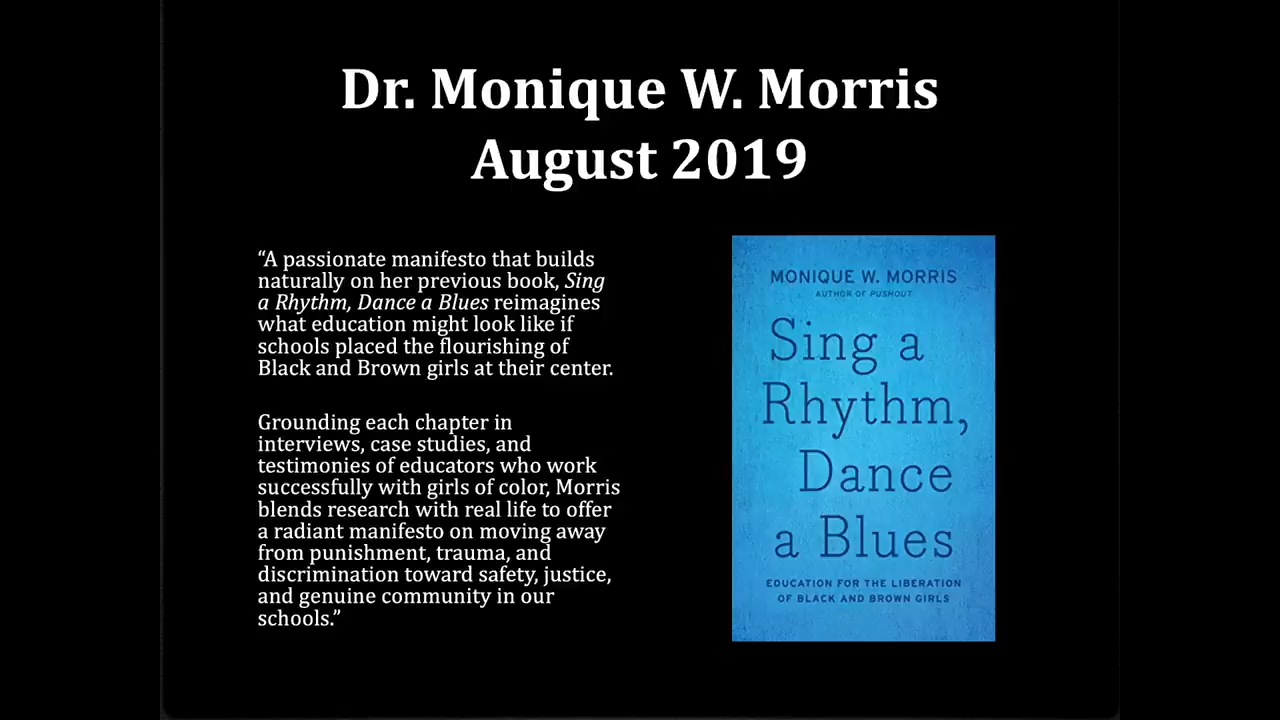 Dr. Monique W. Morris
August 2019
“A passionate manifesto that builds
naturally on her previous book, Sing
a Rhythm, Dance a Blues reimagines
what education might look like if
schools placed the flourishing of
Black and Brown girls at their center.
Grounding each chapter in
interviews, case studies, and
testimonies of educators who work
successfully with girls of color, Morris
blends research with real life to offer
a radiant manifesto on moving away
from punishment, trauma, and
discrimination toward safety, justice,
and genuine community in our
schools.”
MONIQUE W. MORRIS
AUTHOR OF PUSHOUT
Sing a
Rhythm,
Dance
a Blues
EDUCATION FOR THE LIBERATION
OF BLACK AND BROWN GIRLS